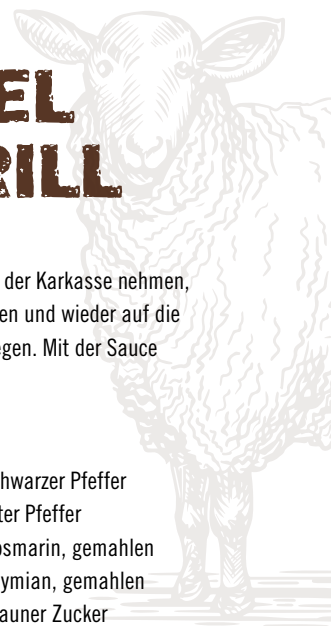 EL
RILL
der Karkasse nehmen,
en und wieder auf die
egen. Mit der Sauce
hwarzer Pfeffer
ter Pfeffer
osmarin, gemahlen
ymian, gemahlen
auner Zucker